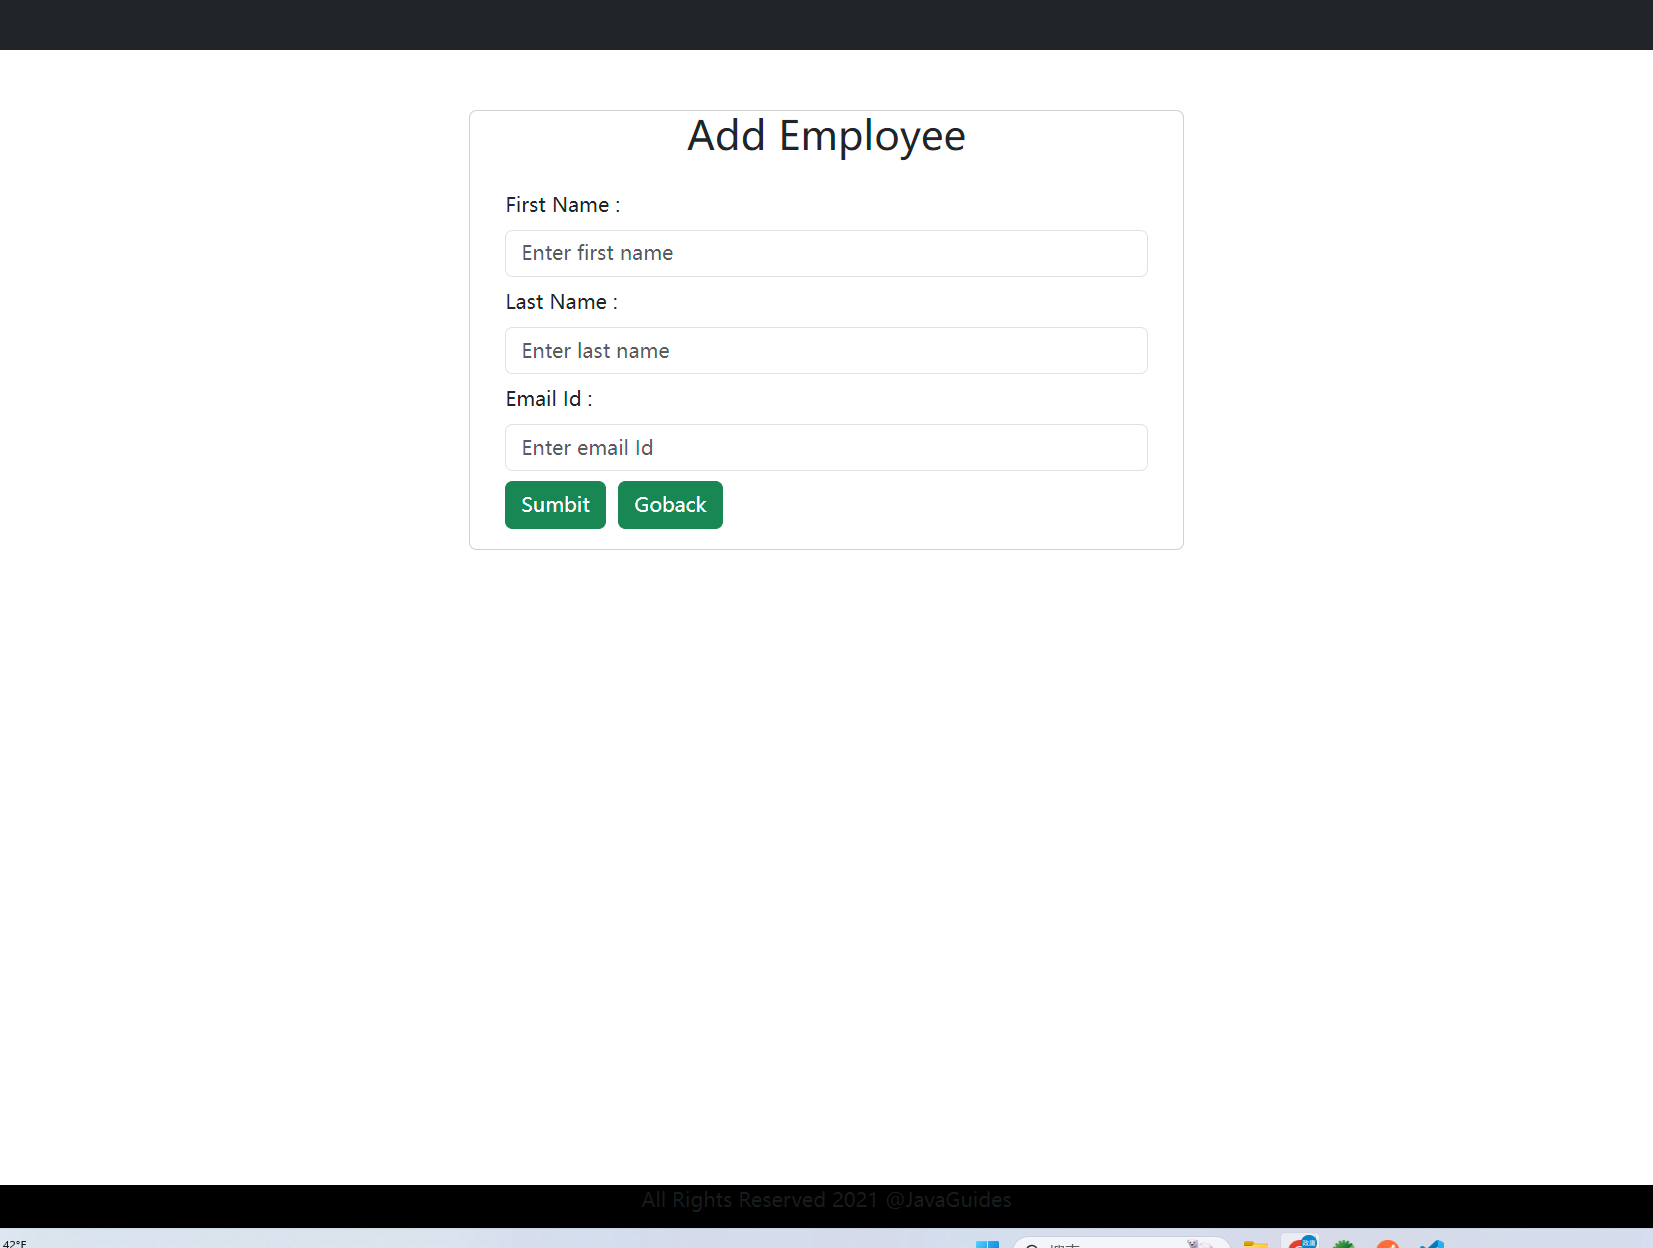 Add Employee
First Name :
Enter first name
Last Name :
Enter last name
Email Id :
Enter email Id
Sumbit Goback
All Rights Reserved 2021 @JavaGuides
42°F